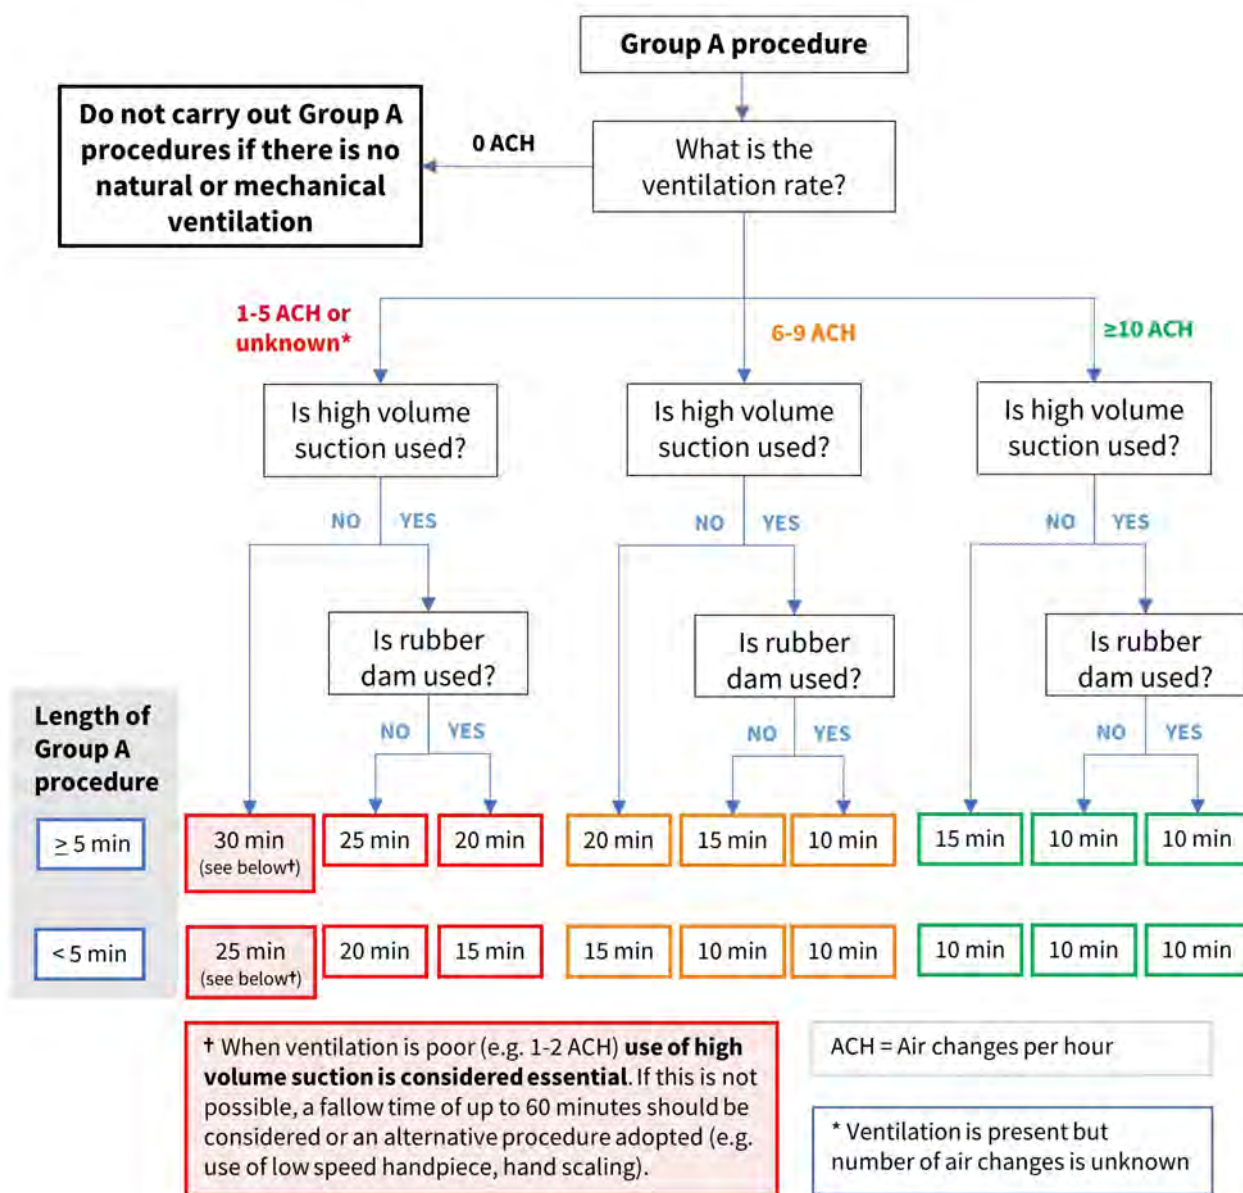 Group A procedure
Do not carry out Group A
procedures if there is no
natural or mechanical
ventilation
0 ACH
What is the
ventilation rate?
1-5 ACH or
unknown*
6-9 ACH
≥10 ACH
Is high volume
suction used?
Is high volume
suction used?
Is high volume
suction used?
NO YES
NO YES
NO YES
Is rubber
dam used?
Is rubber
dam used?
Is rubber
dam used?
NO YES
NO YES
NO YES
Length of
Group A
procedure
≥ 5 min
30 min
(see below†)
25 min
20 min
20 min
15 min
10 min
15 min
10 min
10 min
< 5 min
25 min
(see below†)
20 min
15 min
15 min
10 min
10 min
10 min
10 min
10 min
† When ventilation is poor (e.g. 1-2 ACH) use of high
volume suction is considered essential. If this is not
possible, a fallow time of up to 60 minutes should be
considered or an alternative procedure adopted (e.g.
use of low speed handpiece, hand scaling).
ACH = Air changes per hour
* Ventilation is present but
number of air changes is unknown